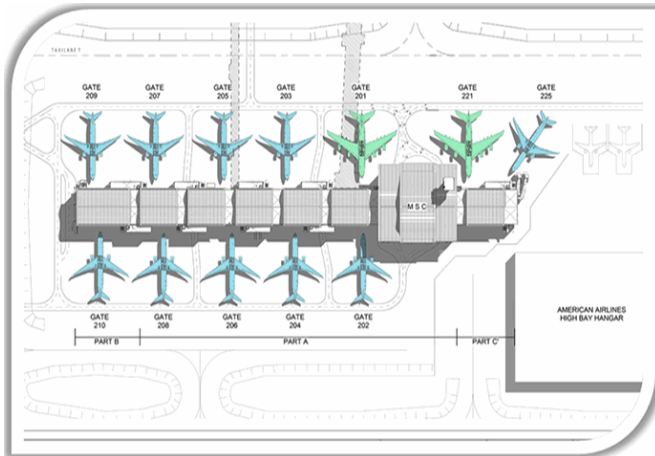 TAXILANE T
GATE
209
GATE
207
GATE
205
GATE
203
GATE
201
GATE
221
GATE
225
MSC
GATE
210
GATE
208
GATE
206
GATE
204
GATE
202
AMERICAN AIRLINES
HIGH BAY HANGAR
PART B
PART A
PART C'